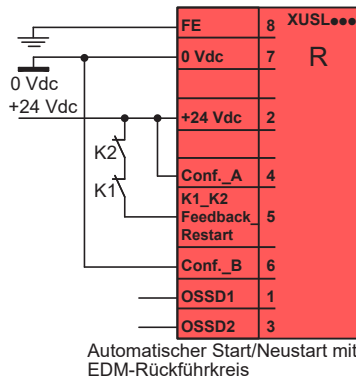 FE 8 XUSL●●●
0 Vdc 7 R
0 Vdc
+24 Vdc
+24 Vdc 2
K2
Conf._A 4
K1
K1_K2
Feedback_ 5
Restart
Conf._B 6
OSSD1 1
OSSD2 3
Automatischer Start/Neustart mit
EDM-Rückführkreis